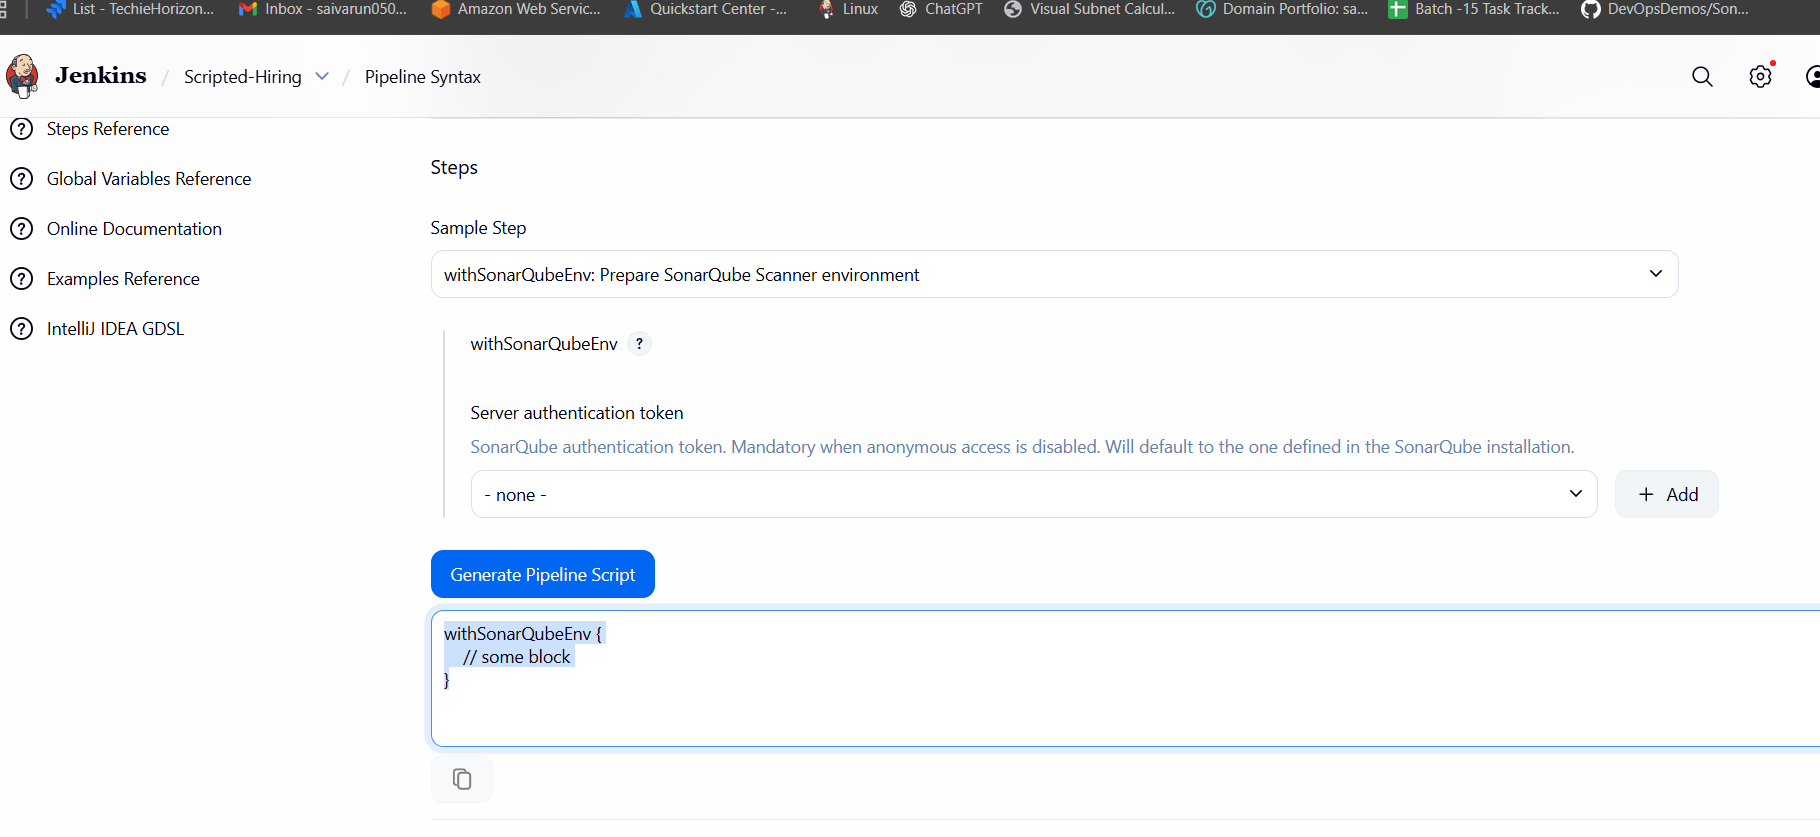 List - TechieHorizon...
Inbox - saivarun050...
Amazon Web Servic...
Quickstart Center -...
Linux
ChatGPT
Visual Subnet Calcul...
Domain Portfolio: sa...
Batch -15 Task Track...
DevOpsDemos/Son...
Jenkins / Scripted-Hiring / Pipeline Syntax
? Steps Reference
? Global Variables Reference
? Online Documentation
? Examples Reference
? IntelliJ IDEA GDSL
Steps
Sample Step
withSonarQubeEnv: Prepare SonarQube Scanner environment
withSonarQubeEnv ?
Server authentication token
SonarQube authentication token. Mandatory when anonymous access is disabled. Will default to the one defined in the SonarQube installation.
- none -
+ Add
Generate Pipeline Script
withSonarQubeEnv {
// some block
}